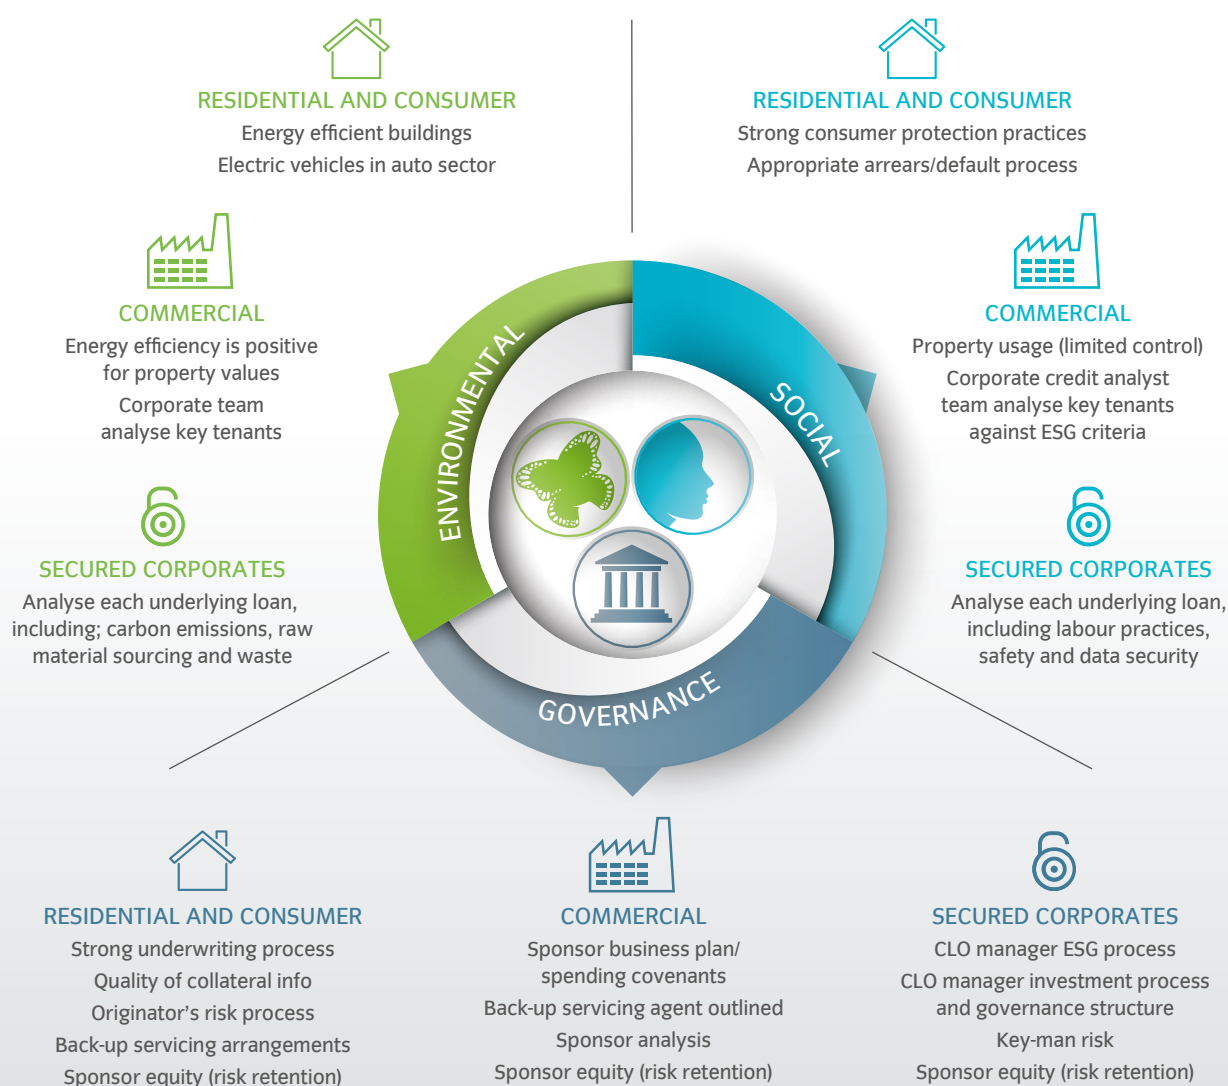 RESIDENTIAL AND CONSUMER
Energy efficient buildings
Electric vehicles in auto sector
COMMERCIAL
Energy efficiency is positive
for property values
Corporate team
analyse key tenants
SECURED CORPORATES
Analyse each underlying loan,
including; carbon emissions, raw
material sourcing and waste
RESIDENTIAL AND CONSUMER
Strong consumer protection practices
Appropriate arrears/default process
COMMERCIAL
Property usage (limited control)
Corporate credit analyst
team analyse key tenants
against ESG criteria
SECURED CORPORATES
Analyse each underlying loan,
including labour practices,
safety and data security
ENVIRONMENTAL
SOCIAL
GOVERNANCE
RESIDENTIAL AND CONSUMER
Strong underwriting process
Quality of collateral info
Originator's risk process
Back-up servicing arrangements
Sponsor equity (risk retention)
COMMERCIAL
Sponsor business plan/
spending covenants
Back-up servicing agent outlined
Sponsor analysis
Sponsor equity (risk retention)
SECURED CORPORATES
CLO manager ESG process
CLO manager investment process
and governance structure
Key-man risk
Sponsor equity (risk retention)